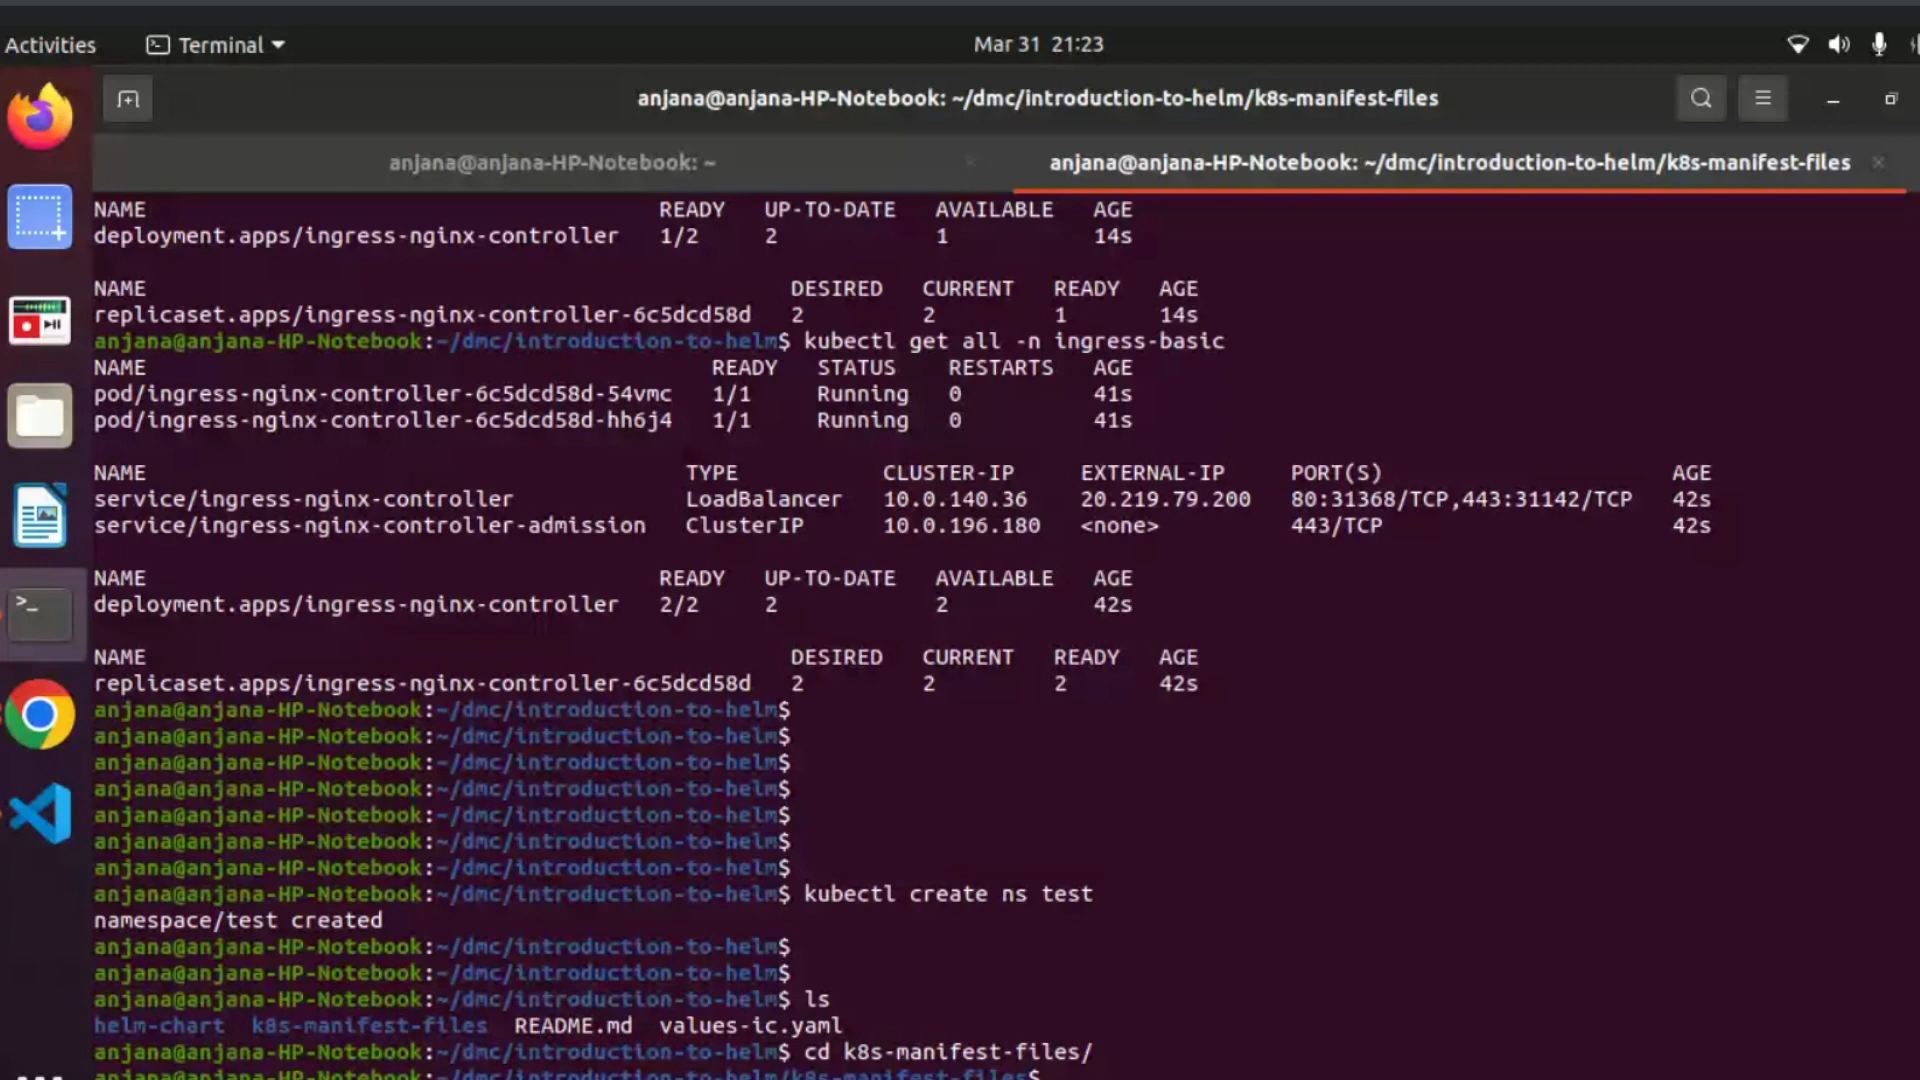 Activities Terminal Mar 31 21:23
anjana@anjana-HP-Notebook: ~/dmc/introduction-to-helm/k8s-manifest-files
anjana@anjana-HP-Notebook: ~ anjana@anjana-HP-Notebook: ~/dmc/introduction-to-helm/k8s-manifest-files
NAME READY UP-TO-DATE AVAILABLE AGE
deployment.apps/ingress-nginx-controller 1/2 2 1 14s
NAME DESIRED CURRENT READY AGE
replicaset.apps/ingress-nginx-controller-6c5dcd58d 2 2 1 14s
anjana@anjana-HP-Notebook:~/dmc/introduction-to-helm$ kubectl get all -n ingress-basic
NAME READY STATUS RESTARTS AGE
pod/ingress-nginx-controller-6c5dcd58d-54vmc 1/1 Running 0 41s
pod/ingress-nginx-controller-6c5dcd58d-hh6j4 1/1 Running 0 41s
NAME TYPE CLUSTER-IP EXTERNAL-IP PORT(S) AGE
service/ingress-nginx-controller LoadBalancer 10.0.140.36 20.219.79.200 80:31368/TCP,443:31142/TCP 42s
service/ingress-nginx-controller-admission ClusterIP 10.0.196.180 <none> 443/TCP 42s
NAME READY UP-TO-DATE AVAILABLE AGE
deployment.apps/ingress-nginx-controller 2/2 2 2 42s
NAME DESIRED CURRENT READY AGE
replicaset.apps/ingress-nginx-controller-6c5dcd58d 2 2 2 42s
anjana@anjana-HP-Notebook:~/dmc/introduction-to-helm$
anjana@anjana-HP-Notebook:~/dmc/introduction-to-helm$
anjana@anjana-HP-Notebook:~/dmc/introduction-to-helm$
anjana@anjana-HP-Notebook:~/dmc/introduction-to-helm$
anjana@anjana-HP-Notebook:~/dmc/introduction-to-helm$
anjana@anjana-HP-Notebook:~/dmc/introduction-to-helm$
anjana@anjana-HP-Notebook:~/dmc/introduction-to-helm$
anjana@anjana-HP-Notebook:~/dmc/introduction-to-helm$ kubectl create ns test
namespace/test created
anjana@anjana-HP-Notebook:~/dmc/introduction-to-helm$
anjana@anjana-HP-Notebook:~/dmc/introduction-to-helm$
anjana@anjana-HP-Notebook:~/dmc/introduction-to-helm$ ls
helm-chart k8s-manifest-files README.md values-ic.yaml
anjana@anjana-HP-Notebook:~/dmc/introduction-to-helm$ cd k8s-manifest-files/
anjana@anjana-HP-Notebook:~/dmc/introduction-to-helm/k8s-manifest-files$